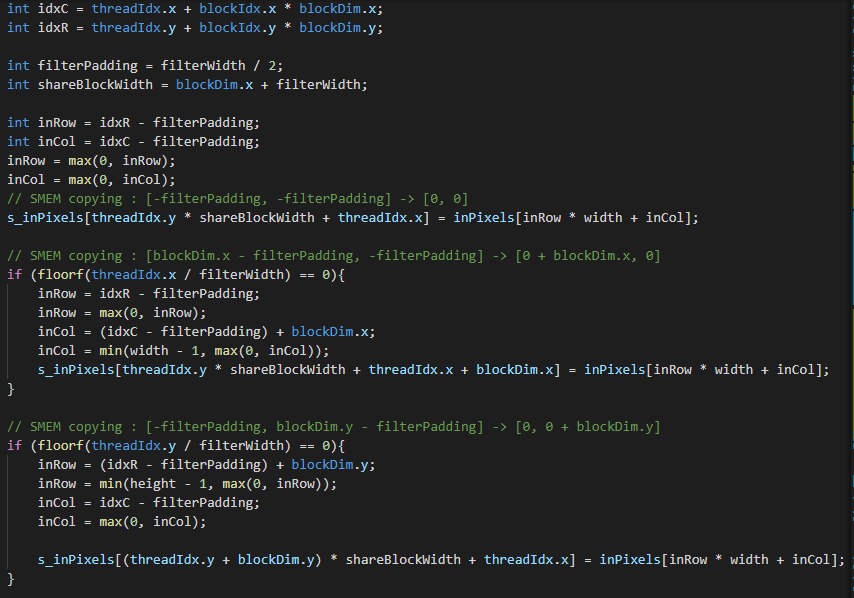 int idxC = threadIdx.x + blockIdx.x * blockDim.x;
int idxR = threadIdx.y + blockIdx.y * blockDim.y;

int filterPadding = filterWidth / 2;
int shareBlockWidth = blockDim.x + filterWidth;

int inRow = idxR - filterPadding;
int inCol = idxC - filterPadding;
inRow = max(0, inRow);
inCol = max(0, inCol);
// SMEM copying : [-filterPadding, -filterPadding] -> [0, 0]
s_inPixels[threadIdx.y * shareBlockWidth + threadIdx.x] = inPixels[inRow * width + inCol];

// SMEM copying : [blockDim.x - filterPadding, -filterPadding] -> [0 + blockDim.x, 0]
if (floorf(threadIdx.x / filterWidth) == 0){
    inRow = idxR - filterPadding;
    inRow = max(0, inRow);
    inCol = (idxC - filterPadding) + blockDim.x;
    inCol = min(width - 1, max(0, inCol));
    s_inPixels[threadIdx.y * shareBlockWidth + threadIdx.x + blockDim.x] = inPixels[inRow * width + inCol];
}

// SMEM copying : [-filterPadding, blockDim.y - filterPadding] -> [0, 0 + blockDim.y]
if (floorf(threadIdx.y / filterWidth) == 0){
    inRow = (idxR - filterPadding) + blockDim.y;
    inRow = min(height - 1, max(0, inRow));
    inCol = idxC - filterPadding;
    inCol = max(0, inCol);

    s_inPixels[(threadIdx.y + blockDim.y) * shareBlockWidth + threadIdx.x] = inPixels[inRow * width + inCol];
}